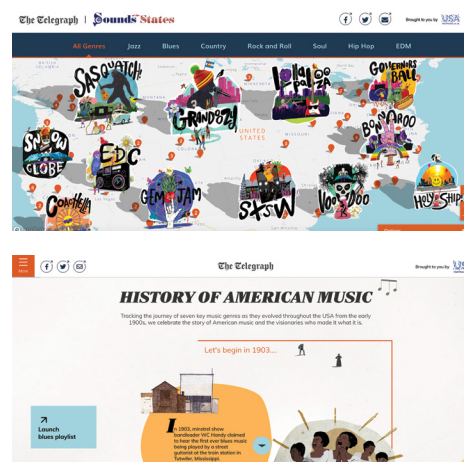 The Telegraph | Sounds States
Brought to you by USA
All Genres Jazz Blues Country Rock and Roll Soul Hip Hop EDM
SASQUATCH!
GRANDOOZY
Lollapalooza
GOVERNORS BALL
BONNAROO
UNITED STATES
MISSOURI
SNOW GLOBE
EDC
GEM & JAM
SXSW
VOODOO
HOLY SHIP!
COACHELLA
Las Vegas
San Antonio
The Telegraph
Brought to you by USA
HISTORY OF AMERICAN MUSIC
Tracking the journey of seven key music genres as they evolved throughout the USA from the early
1900s, we celebrate the story of American music and the visionaries who made it what it is.
Let's begin in 1903....
Launch
blues playlist
In 1903, minstrel show
bandleader WC Handy claimed
to hear the first ever blues music
being played by a street
guitarist at the train station in
Tutwiler, Mississippi.